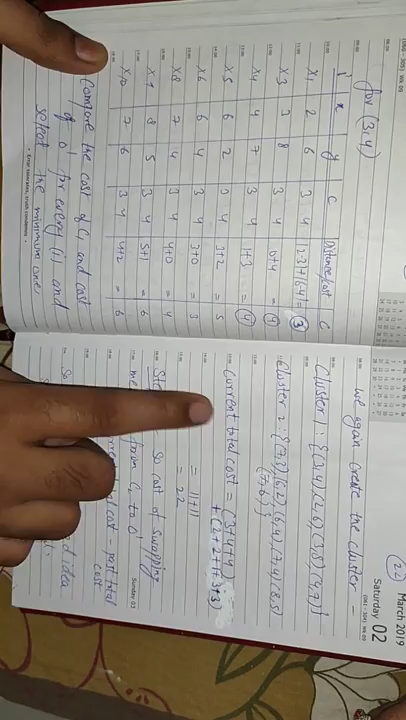 for (3,4)
i x y c Distance/cost c
X1 2 6 3 4 |2-3|+|6-4| = 3
X3 3 8 3 4 0+4 = 4
X4 4 7 3 4 1+3 = 4
X5 6 2 3 4 3+2 = 5
X6 6 4 3 4 3+0 = 3
X8 7 4 3 4 4+0 = 4
X9 8 5 3 4 5+1 = 6
X10 7 6 3 4 4+2 = 6
Compare the cost of C1 and cost
of O' for every (i) and
select the minimum one.
March 2019
Saturday 02
22
We again create the cluster -
Cluster 1 : {(3,4), (2,6), (3,8), (4,7)}
Cluster 2 : {(7,3), (6,2), (6,4), (7,4), (8,5)
(7,6)}
Current total cost = (3+4+4)
+ (2+2+1+3+3)
= 11+11
= 22
so cost of swapping
from C2 to O'
Sunday 03
total cost - past total
cost
idea